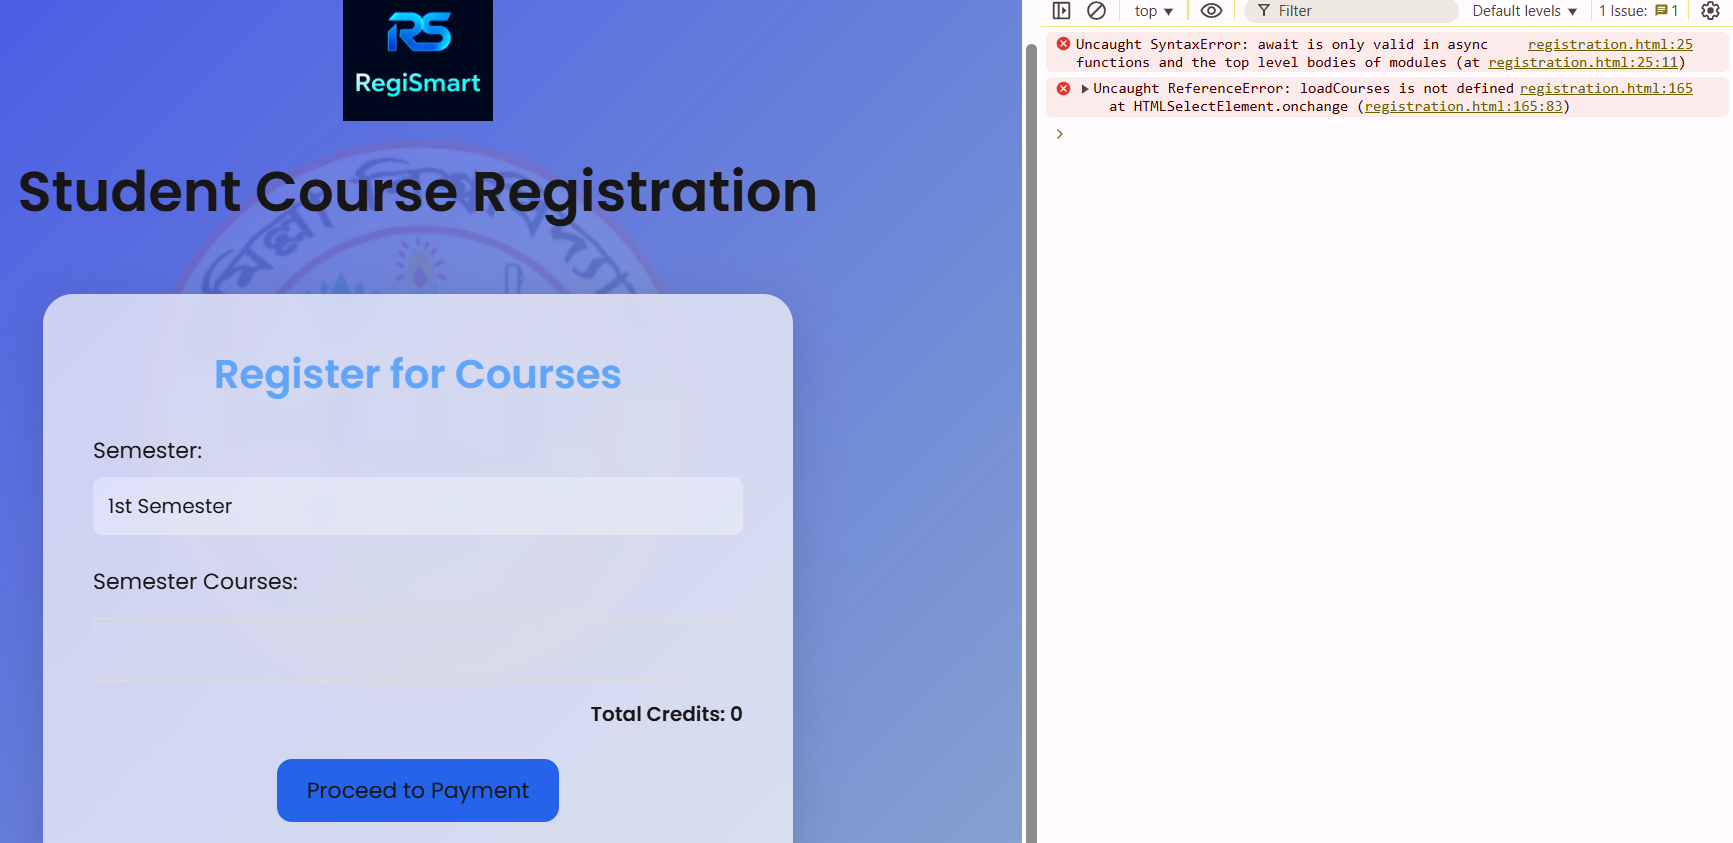 RS
RegiSmart
Student Course Registration
Register for Courses
Semester:
1st Semester
Semester Courses:
Total Credits: 0
Proceed to Payment
top
Filter
Default levels
1 Issue: 1
Uncaught SyntaxError: await is only valid in async registration.html:25
functions and the top level bodies of modules (at registration.html:25:11)
Uncaught ReferenceError: loadCourses is not defined registration.html:165
at HTMLSelectElement.onchange (registration.html:165:83)